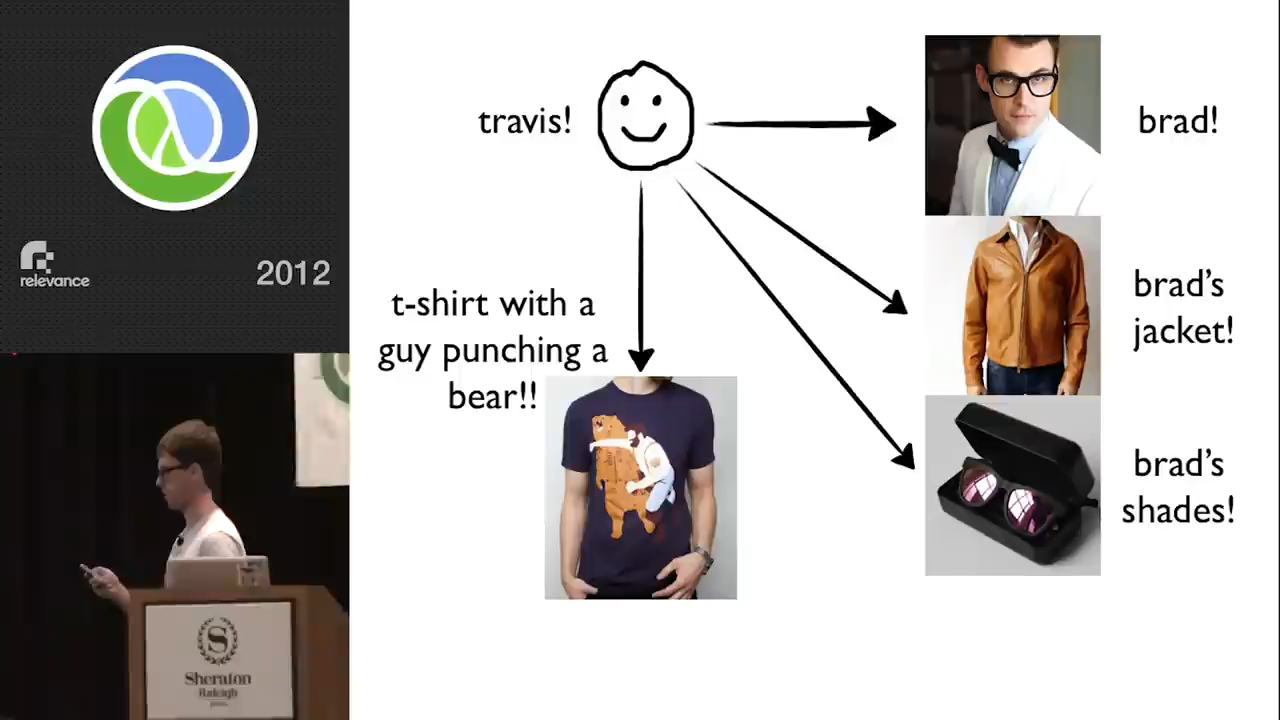 relevance
2012
travis!
brad!
t-shirt with a
guy punching a
bear!!
brad's
jacket!
brad's
shades!
S
Sheraton
Raleigh